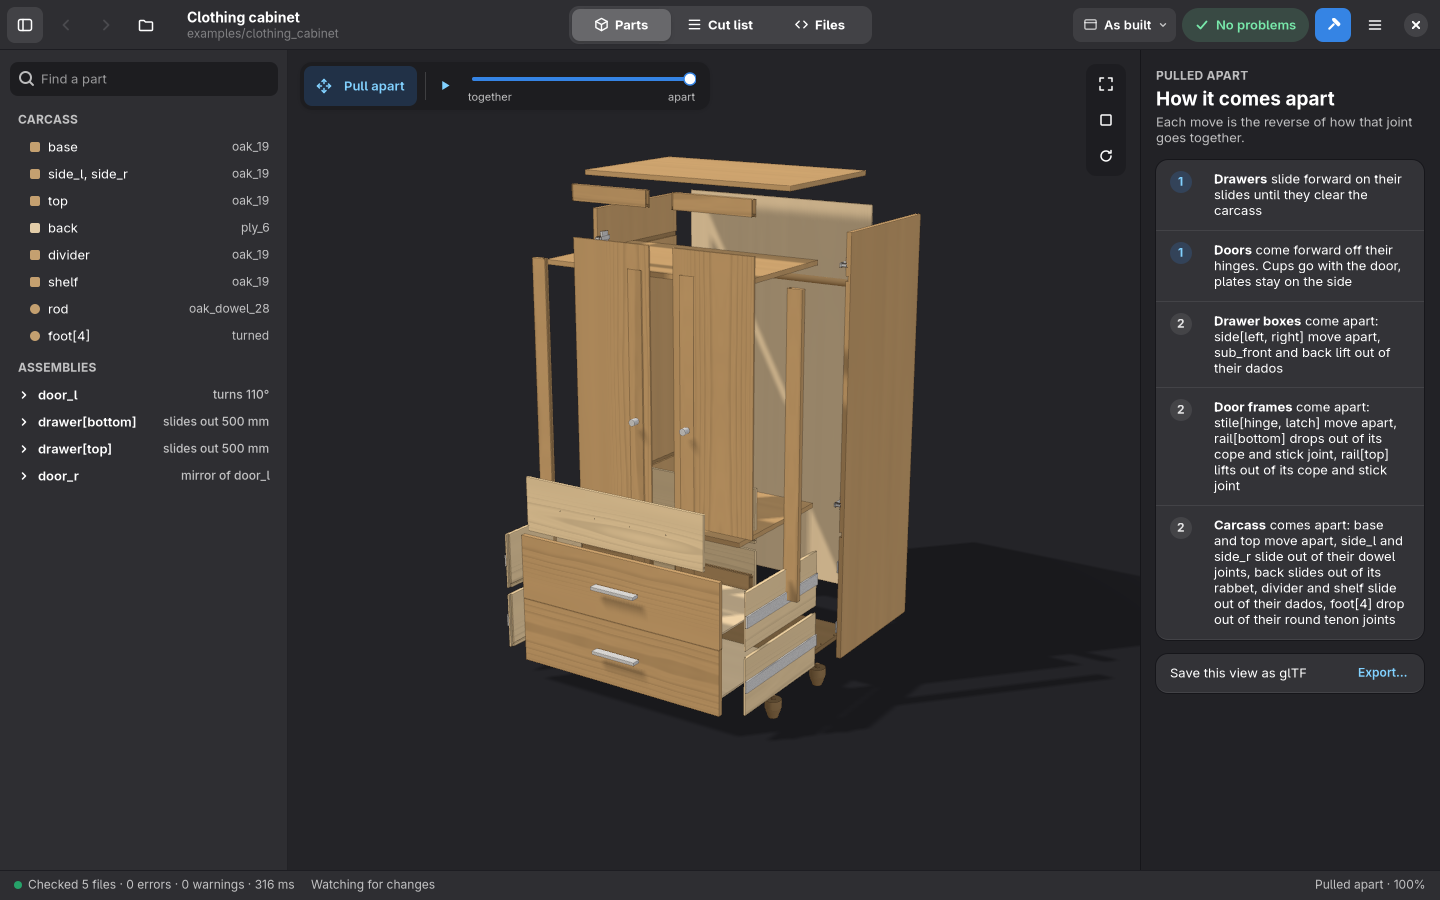 Clothing cabinet
examples/clothing_cabinet
Parts
Cut list
Files
As built
No problems
Find a part
CARCASS
base oak_19
side_l, side_r oak_19
top oak_19
back ply_6
divider oak_19
shelf oak_19
rod oak_dowel_28
foot[4] turned
ASSEMBLIES
door_l turns 110°
drawer[bottom] slides out 500 mm
drawer[top] slides out 500 mm
door_r mirror of door_l
Pull apart
together
apart
PULLED APART
How it comes apart
Each move is the reverse of how that joint
goes together.
1 Drawers slide forward on their
slides until they clear the
carcass
1 Doors come forward off their
hinges. Cups go with the door,
plates stay on the side
2 Drawer boxes come apart:
side[left, right] move apart,
sub_front and back lift out of
their dados
2 Door frames come apart:
stile[hinge, latch] move apart,
rail[bottom] drops out of its
cope and stick joint, rail[top]
lifts out of its cope and stick
joint
2 Carcass comes apart: base
and top move apart, side_l and
side_r slide out of their dowel
joints, back slides out of its
rabbet, divider and shelf slide
out of their dados, foot[4] drop
out of their round tenon joints
Save this view as glTF
Export...
Checked 5 files · 0 errors · 0 warnings · 316 ms
Watching for changes
Pulled apart · 100%